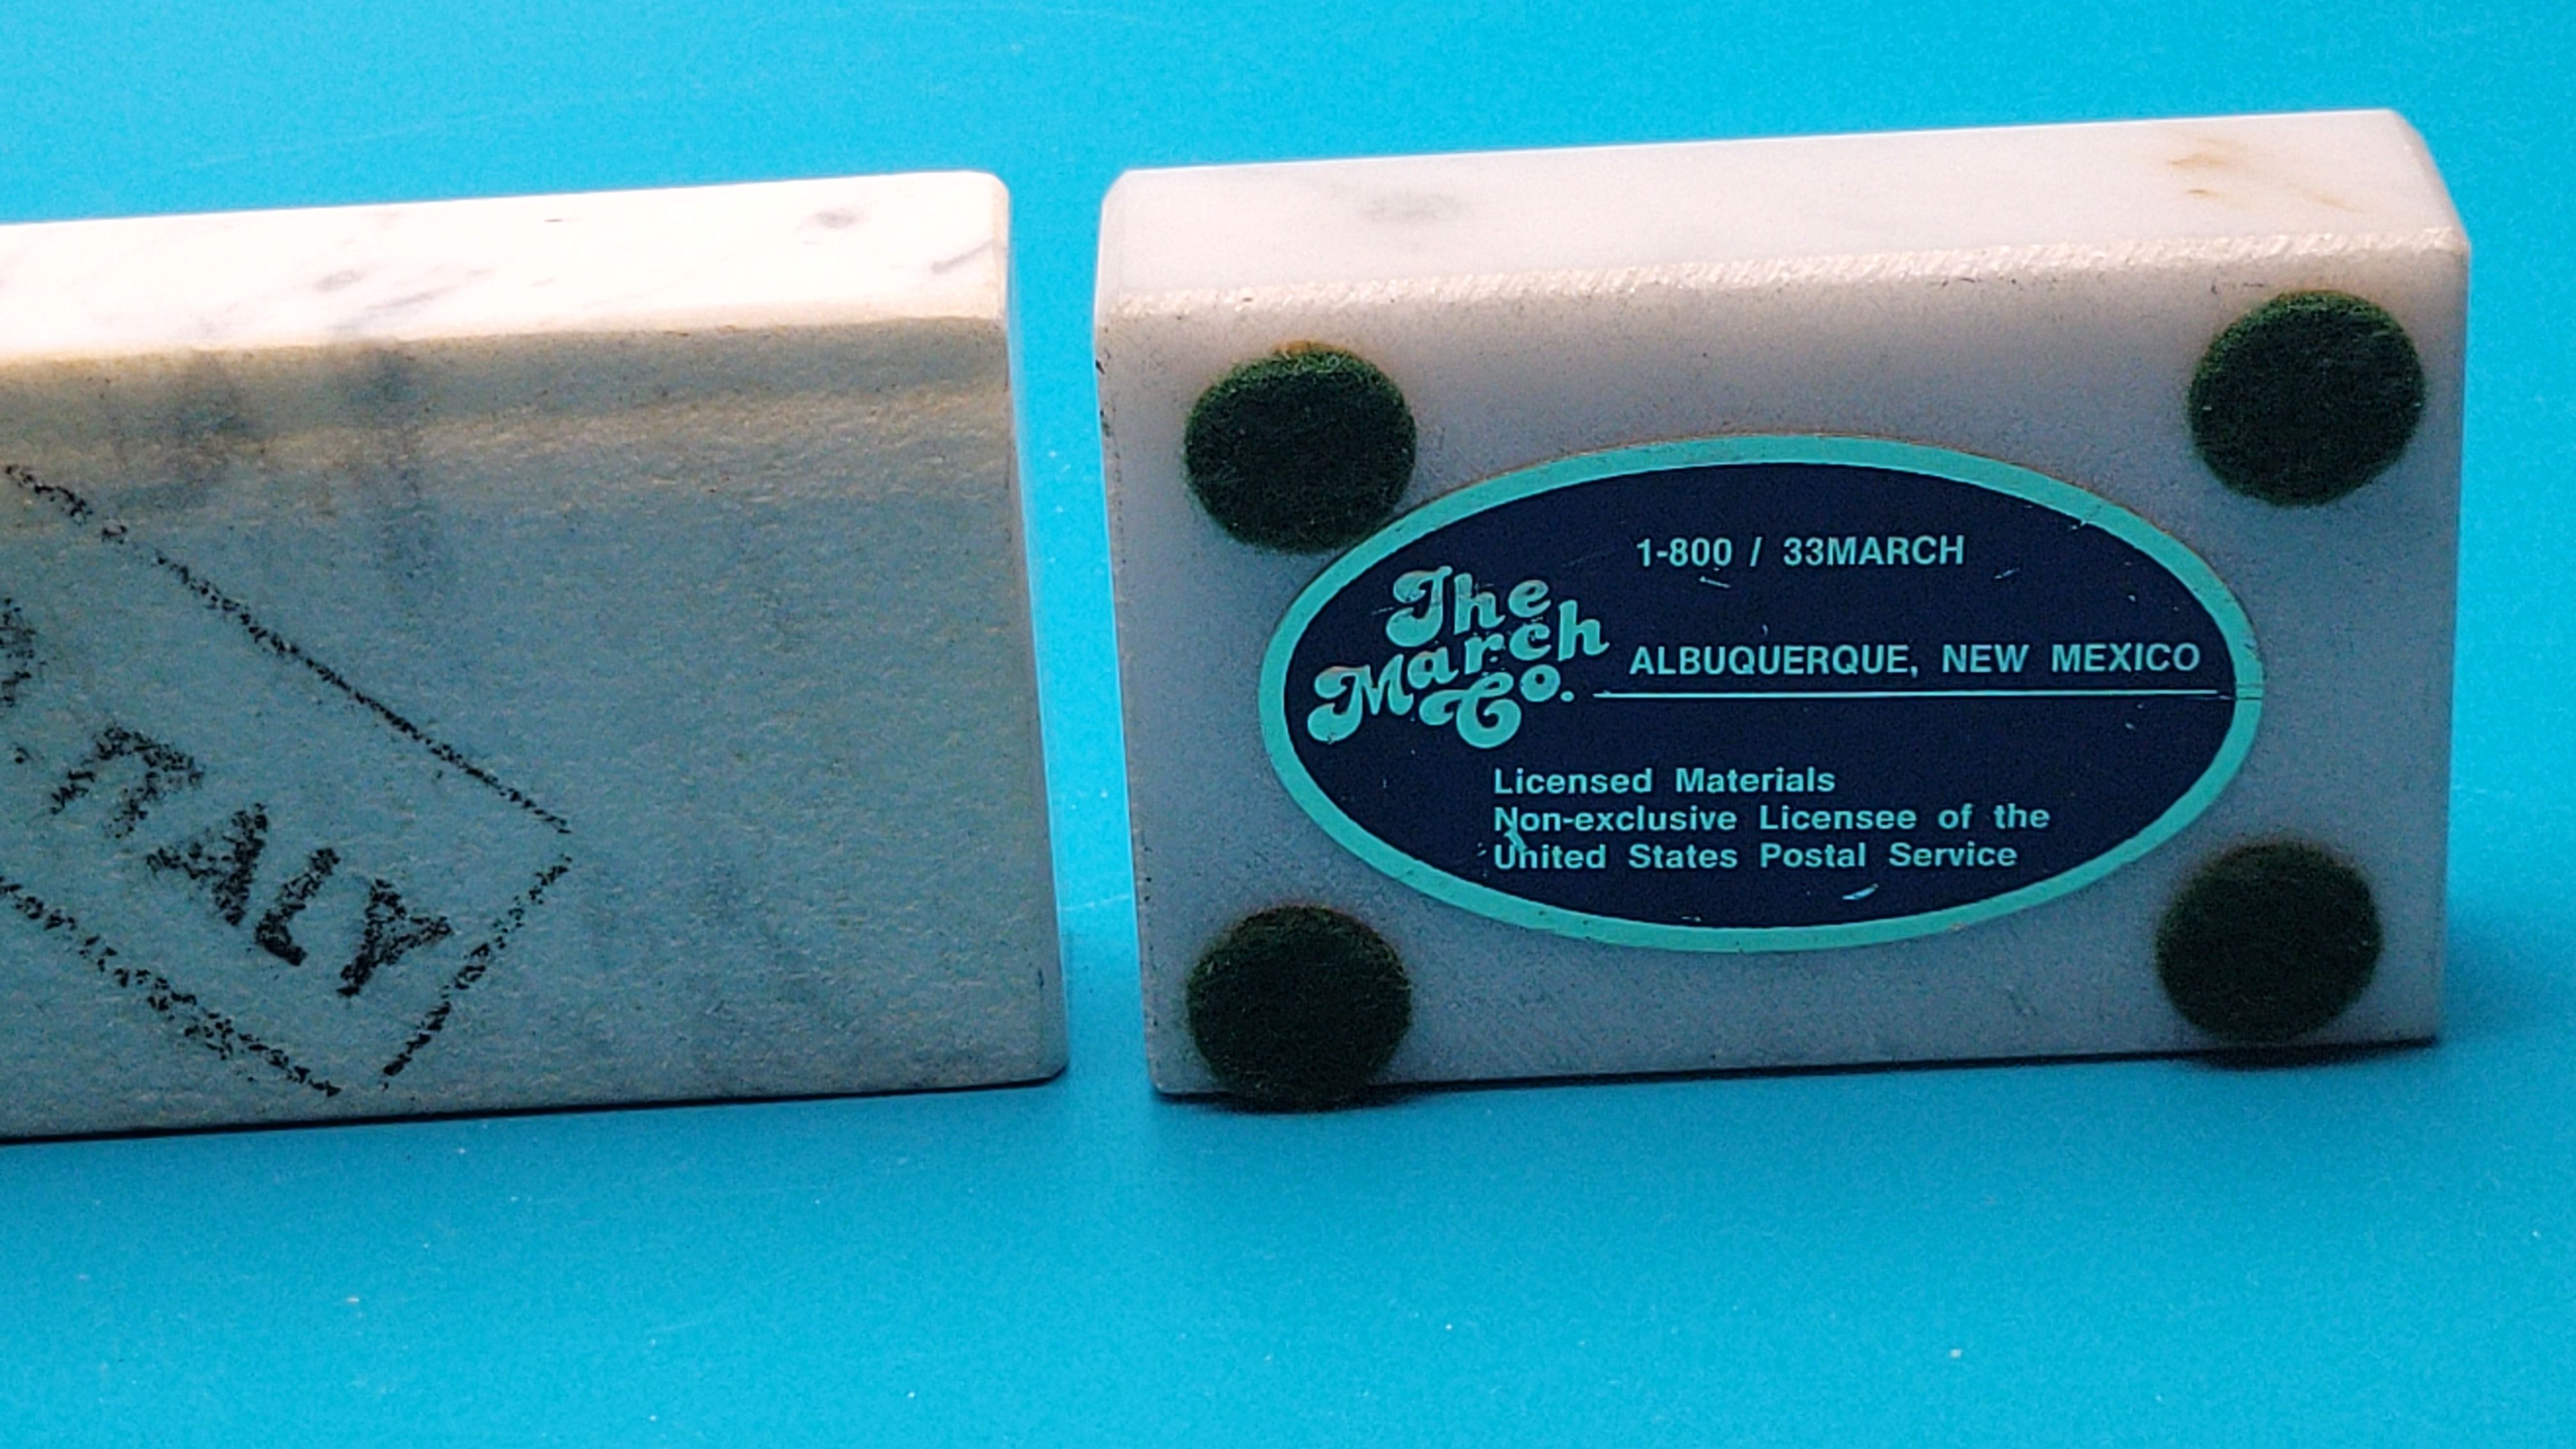 ITALY
1-800 / 33MARCH
The
March
Co.
ALBUQUERQUE, NEW MEXICO
Licensed Materials
Non-exclusive Licensee of the
United States Postal Service